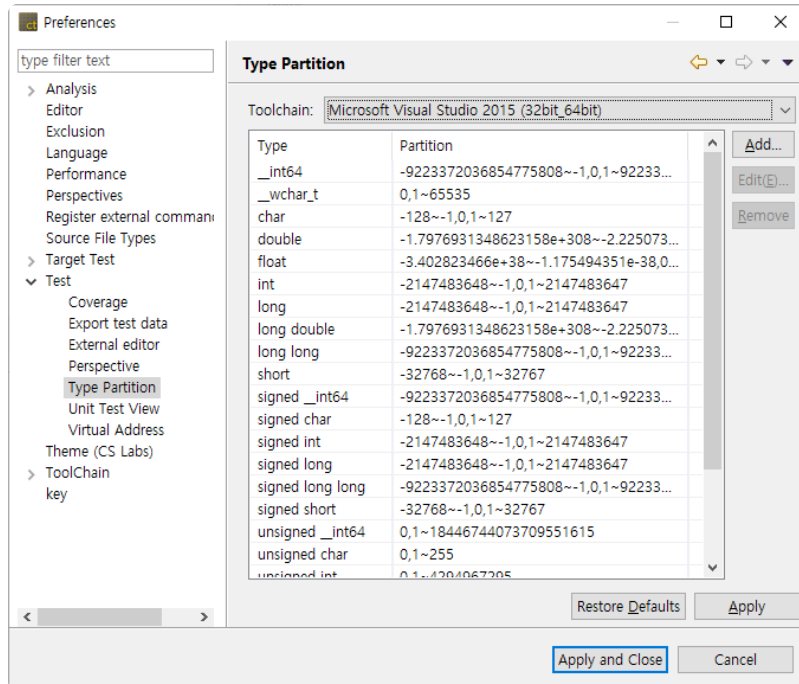 ct Preferences
type filter text
Analysis
Editor
Exclusion
Language
Performance
Perspectives
Register external comman
Source File Types
Target Test
Test
Coverage
Export test data
External editor
Perspective
Type Partition
Unit Test View
Virtual Address
Theme (CS Labs)
ToolChain
key
Type Partition
Toolchain: Microsoft Visual Studio 2015 (32bit_64bit)
Type Partition
__int64 -9223372036854775808~-1,0,1~92233...
__wchar_t 0,1~65535
char -128~-1,0,1~127
double -1.7976931348623158e+308~-2.225073...
float -3.402823466e+38~-1.175494351e-38,0...
int -2147483648~-1,0,1~2147483647
long -2147483648~-1,0,1~2147483647
long double -1.7976931348623158e+308~-2.225073...
long long -9223372036854775808~-1,0,1~92233...
short -32768~-1,0,1~32767
signed __int64 -9223372036854775808~-1,0,1~92233...
signed char -128~-1,0,1~127
signed int -2147483648~-1,0,1~2147483647
signed long -2147483648~-1,0,1~2147483647
signed long long -9223372036854775808~-1,0,1~92233...
signed short -32768~-1,0,1~32767
unsigned __int64 0,1~18446744073709551615
unsigned char 0,1~255
unsigned int 0,1~4294967295
Add...
Edit(E)...
Remove
Restore Defaults Apply
Apply and Close Cancel